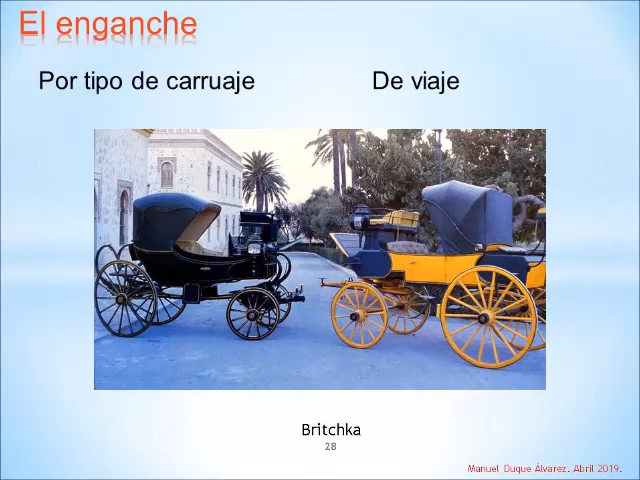 El enganche
Por tipo de carruaje
De viaje
Britchka
28
Manuel Duque Álvarez. Abril 2019.